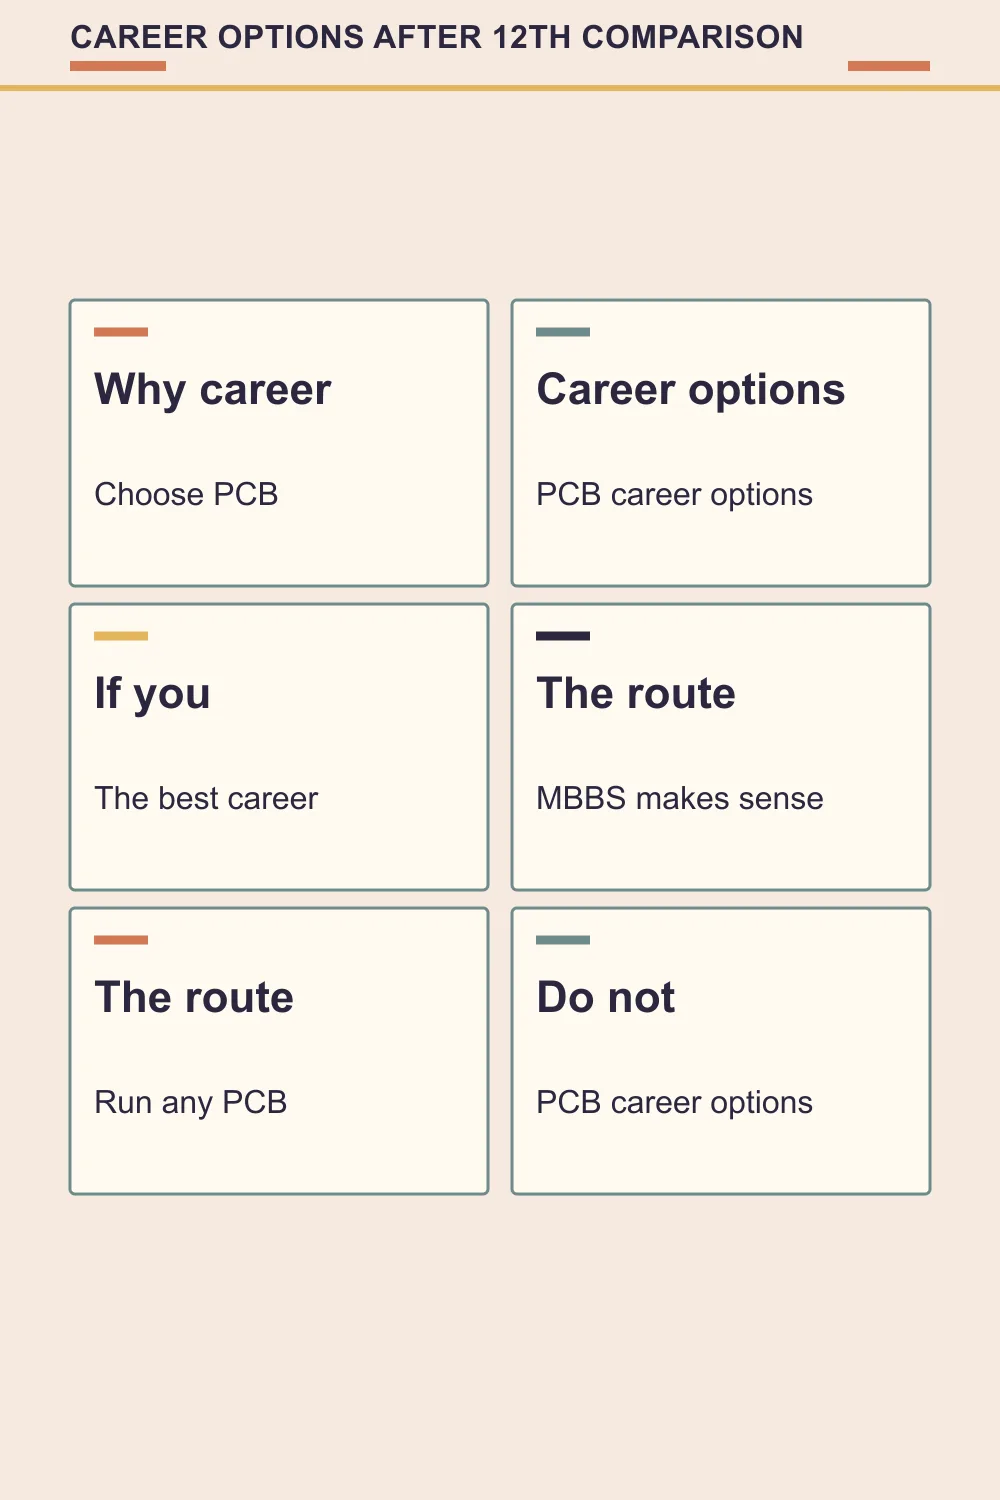 CAREER OPTIONS AFTER 12TH COMPARISON
Why career
Choose PCB
Career options
PCB career options
If you
The best career
The route
MBBS makes sense
The route
Run any PCB
Do not
PCB career options